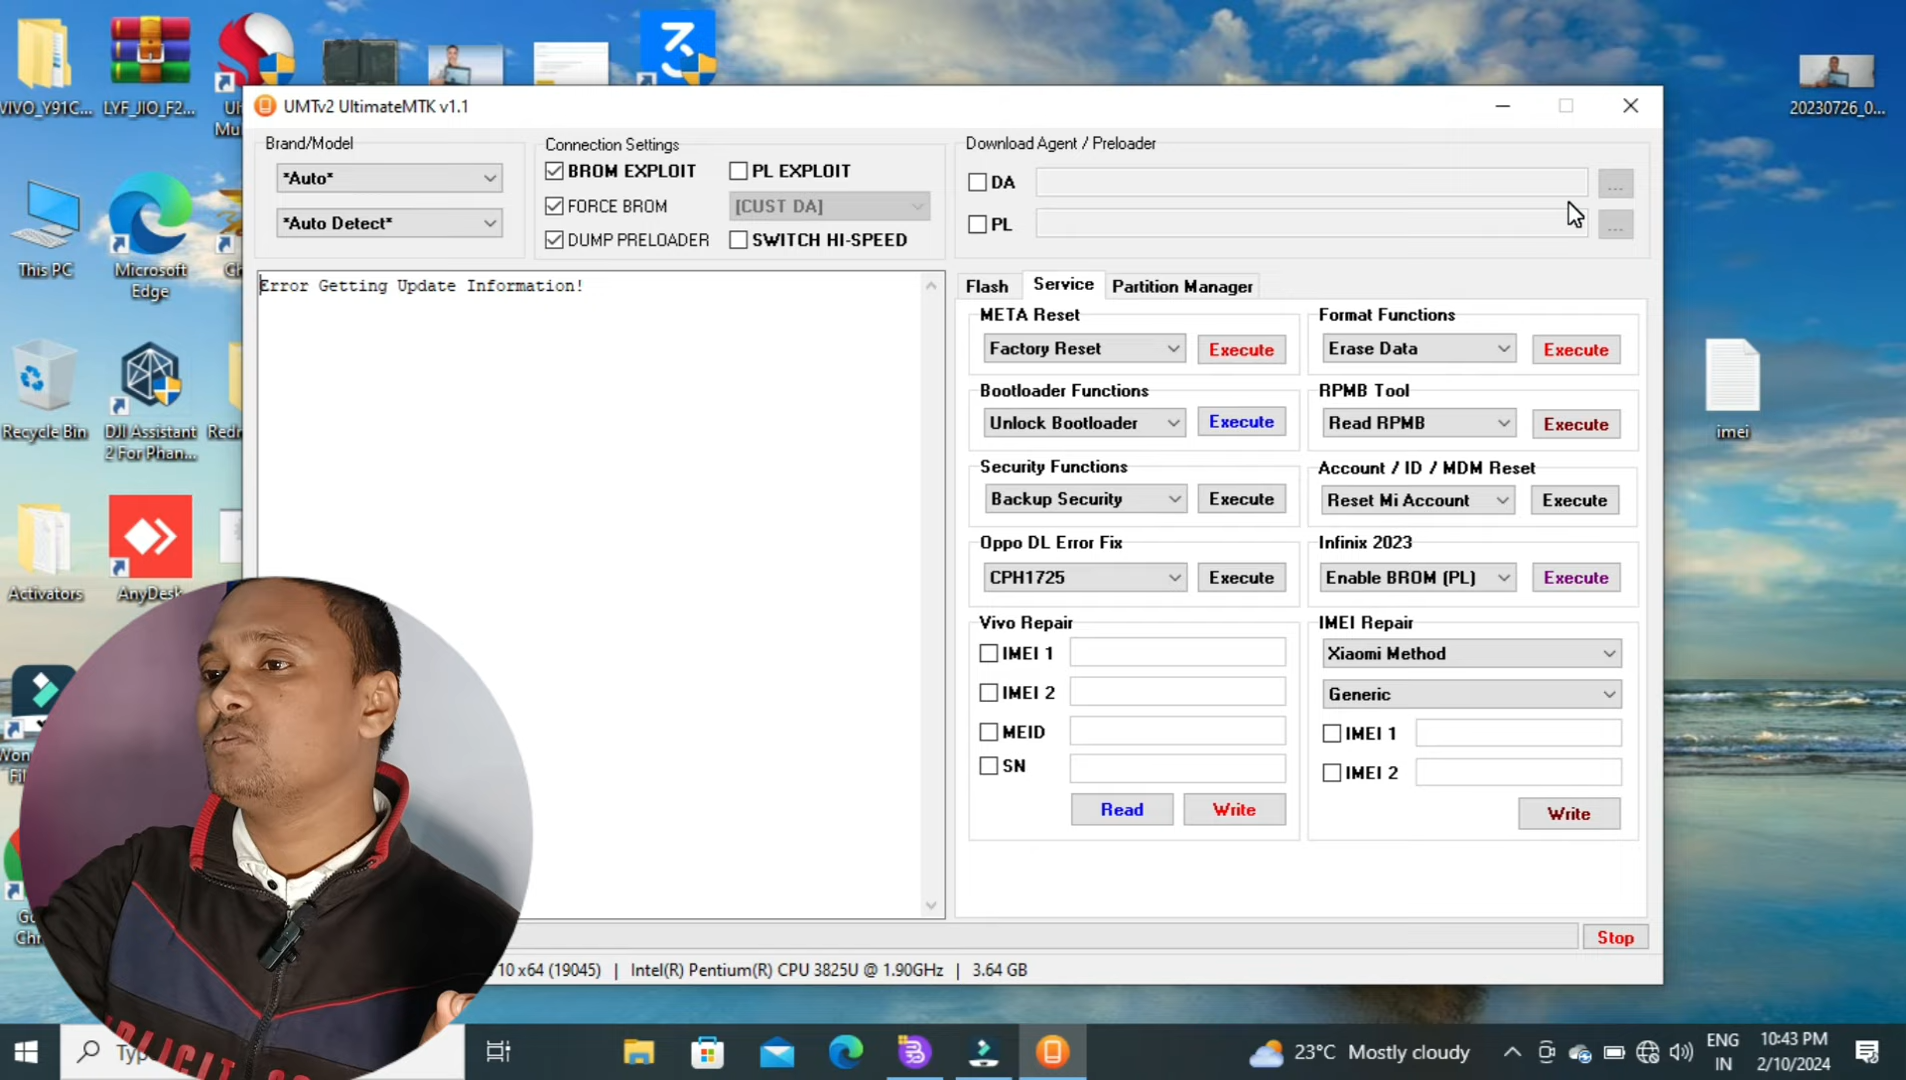 VIVO_Y91C...
LYF_JIO_F2...
20230726_0...
This PC
Microsoft
Edge
Recycle Bin
DJI Assistant
2 For Phan...
Activators
AnyDesk
imei
UMTv2 UltimateMTK v1.1
Brand/Model
*Auto*
*Auto Detect*
Connection Settings
BROM EXPLOIT
PL EXPLOIT
FORCE BROM
[CUST DA]
DUMP PRELOADER
SWITCH HI-SPEED
Download Agent / Preloader
DA
...
PL
...
Error Getting Update Information!
Flash
Service
Partition Manager
META Reset
Factory Reset
Execute
Format Functions
Erase Data
Execute
Bootloader Functions
Unlock Bootloader
Execute
RPMB Tool
Read RPMB
Execute
Security Functions
Backup Security
Execute
Account / ID / MDM Reset
Reset Mi Account
Execute
Oppo DL Error Fix
CPH1725
Execute
Infinix 2023
Enable BROM (PL)
Execute
Vivo Repair
IMEI 1
IMEI 2
MEID
SN
Read
Write
IMEI Repair
Xiaomi Method
Generic
IMEI 1
IMEI 2
Write
Stop
10 x64 (19045) | Intel(R) Pentium(R) CPU 3825U @ 1.90GHz | 3.64 GB
23°C Mostly cloudy
ENG
IN
10:43 PM
2/10/2024